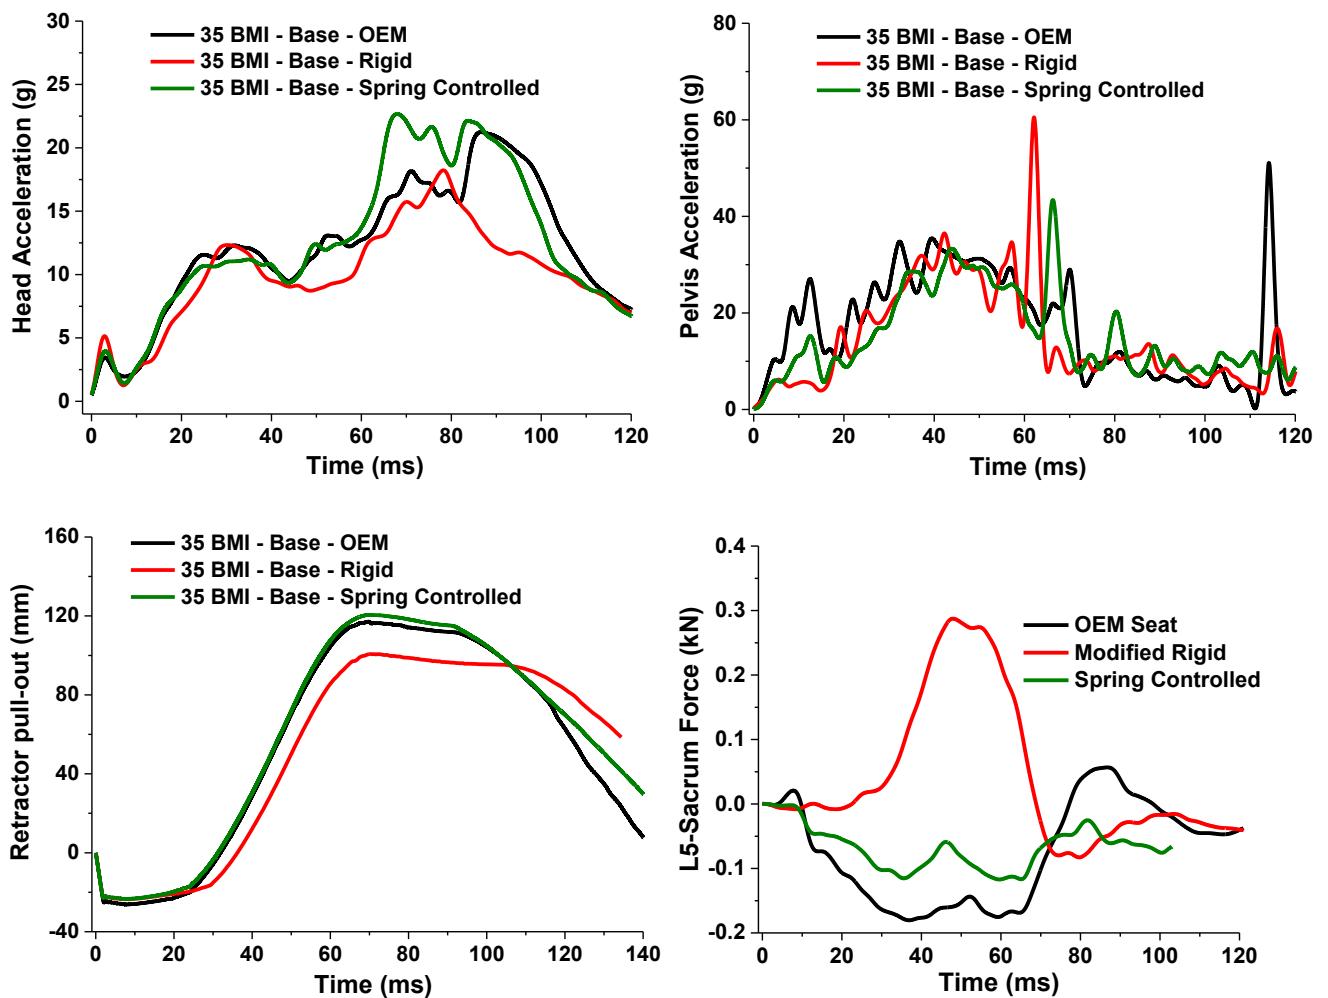 35 BMI - Base - OEM
35 BMI - Base - Rigid
35 BMI - Base - Spring Controlled
Head Acceleration (g)
30
25
20
15
10
5
0
0 20 40 60 80 100 120
Time (ms)
35 BMI - Base - OEM
35 BMI - Base - Rigid
35 BMI - Base - Spring Controlled
Pelvis Acceleration (g)
80
60
40
20
0
0 20 40 60 80 100 120
Time (ms)
35 BMI - Base - OEM
35 BMI - Base - Rigid
35 BMI - Base - Spring Controlled
Retractor pull-out (mm)
160
120
80
40
0
-40
0 20 40 60 80 100 120 140
Time (ms)
OEM Seat
Modified Rigid
Spring Controlled
L5-Sacrum Force (kN)
0.4
0.3
0.2
0.1
0.0
-0.1
-0.2
0 20 40 60 80 100 120
Time (ms)